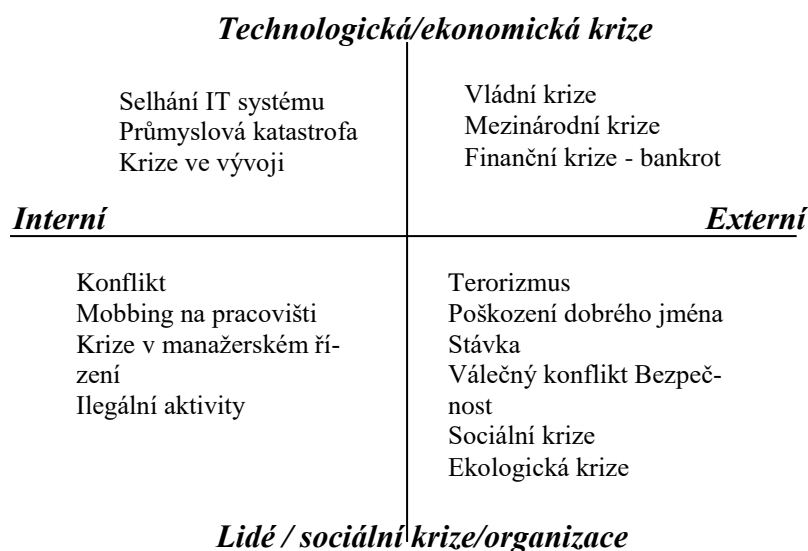 Technologická/ekonomická krize
Selhání IT systému
Průmyslová katastrofa
Krize ve vývoji
Vládní krize
Mezinárodní krize
Finanční krize - bankrot
Interní
Externí
Konflikt
Mobbing na pracovišti
Krize v manažerském ří-
zení
Ilegální aktivity
Terorizmus
Poškození dobrého jména
Stávka
Válečný konflikt Bezpeč-
nost
Sociální krize
Ekologická krize
Lidé / sociální krize/organizace